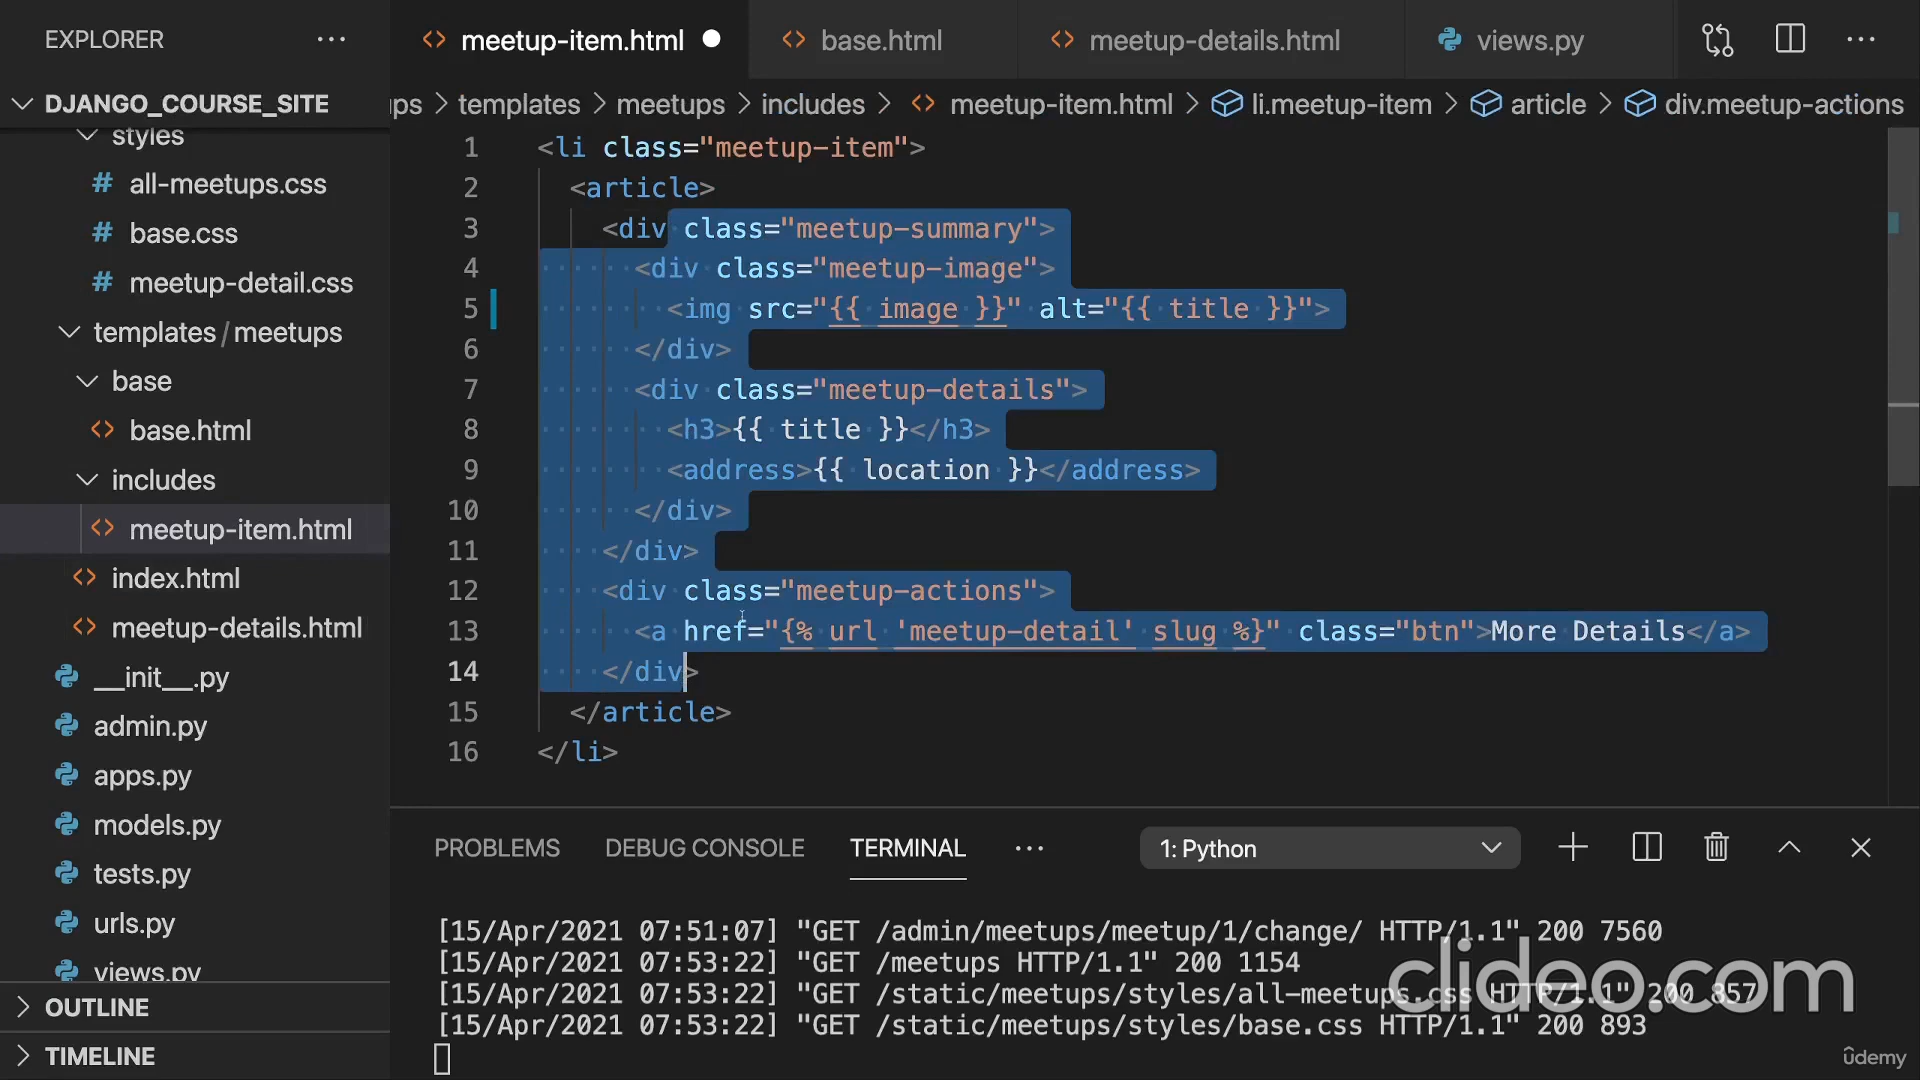 EXPLORER
DJANGO_COURSE_SITE
styles
all-meetups.css
base.css
meetup-detail.css
templates/meetups
base
base.html
includes
meetup-item.html
index.html
meetup-details.html
__init__.py
admin.py
apps.py
models.py
tests.py
urls.py
views.py
OUTLINE
TIMELINE
meetup-item.html
base.html
meetup-details.html
views.py
ups > templates > meetups > includes > meetup-item.html > li.meetup-item > article > div.meetup-actions
1 <li class="meetup-item">
2 <article>
3 <div class="meetup-summary">
4 <div class="meetup-image">
5 <img src="{{ image }}" alt="{{ title }}">
6 </div>
7 <div class="meetup-details">
8 <h3>{{ title }}</h3>
9 <address>{{ location }}</address>
10 </div>
11 </div>
12 <div class="meetup-actions">
13 <a href="{% url 'meetup-detail' slug %}" class="btn">More Details</a>
14 </div>
15 </article>
16 </li>
PROBLEMS
DEBUG CONSOLE
TERMINAL
1: Python
[15/Apr/2021 07:51:07] "GET /admin/meetups/meetup/1/change/ HTTP/1.1" 200 7560
[15/Apr/2021 07:53:22] "GET /meetups HTTP/1.1" 200 1154
[15/Apr/2021 07:53:22] "GET /static/meetups/styles/all-meetups.css HTTP/1.1" 200 857
[15/Apr/2021 07:53:22] "GET /static/meetups/styles/base.css HTTP/1.1" 200 893
clideo.com
ûdemy